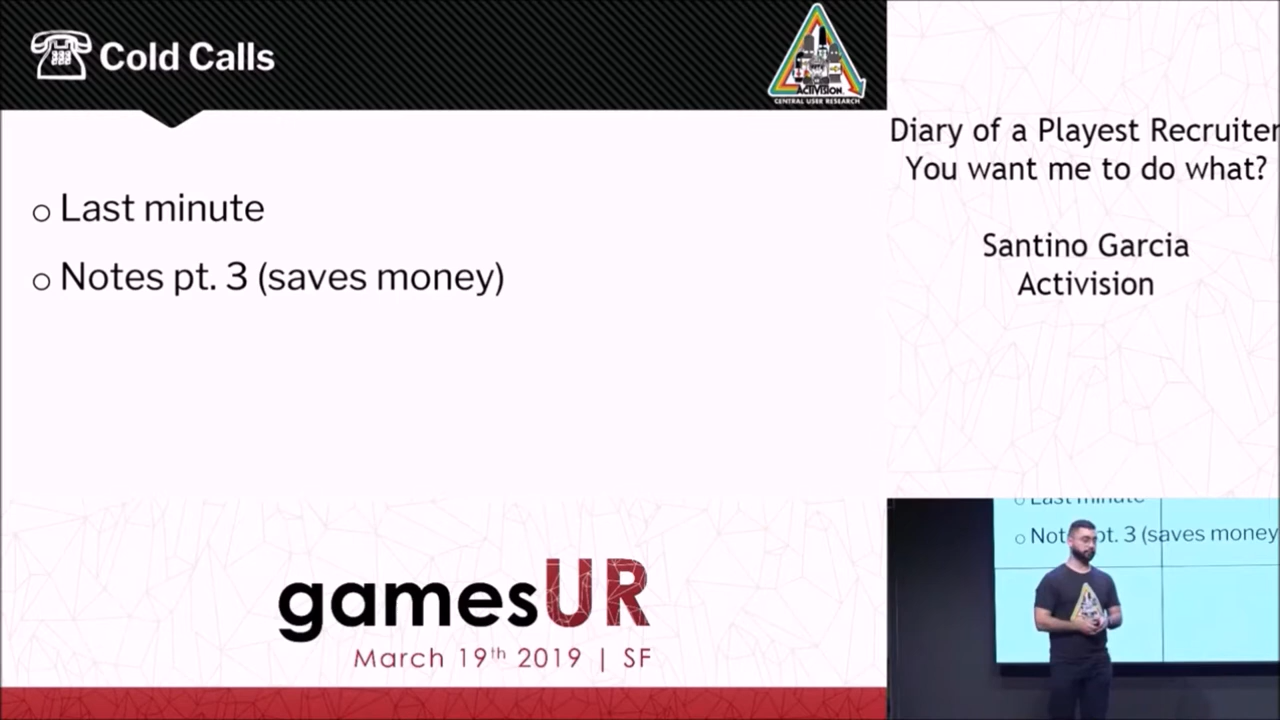 Cold Calls
ACTIVISION.
CENTRAL USER RESEARCH
Last minute
Notes pt. 3 (saves money)
Diary of a Playest Recruiter
You want me to do what?
Santino Garcia
Activision
gamesUR
March 19th 2019 | SF
Last minute
pt. 3 (saves money